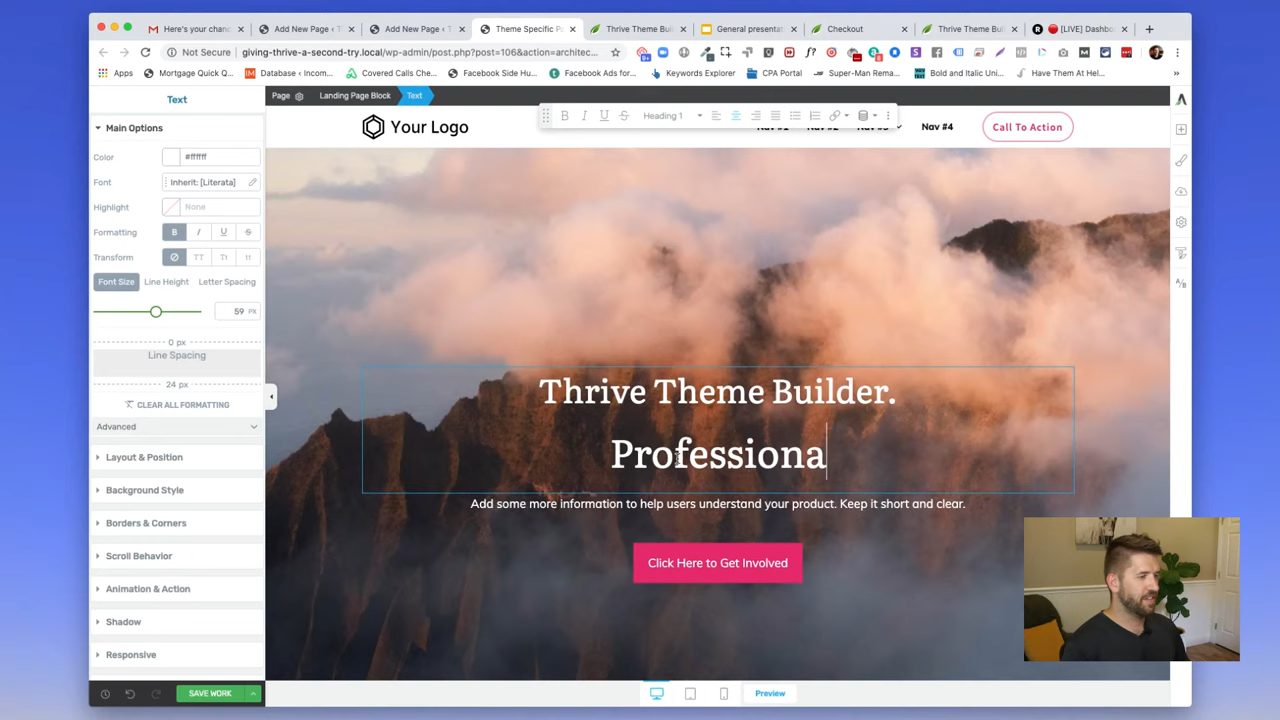 Here's your chanc
Add New Page < T
Add New Page < T
Theme Specific P
Thrive Theme Buil
General presentat
Checkout
Thrive Theme Buil
[LIVE] Dashbo
Not Secure
giving-thrive-a-second-try.local/wp-admin/post.php?post=106&action=architec...
Apps
Mortgage Quick Q...
Database ‹ Incom...
Covered Calls Che...
Facebook Side Hu...
Facebook Ads for...
Keywords Explorer
CPA Portal
Super-Man Rema...
Bold and Italic Uni...
Have Them At Hel...
»
Text
Page
Landing Page Block
Text
Main Options
Color
#ffffff
Font
Inherit: [Literata]
Highlight
None
Formatting
B I U S
Transform
TT Tt tt
Font Size
Line Height
Letter Spacing
59 PX
0 px
Line Spacing
24 px
CLEAR ALL FORMATTING
Advanced
Layout & Position
Background Style
Borders & Corners
Scroll Behavior
Animation & Action
Shadow
Responsive
SAVE WORK
B I U S
Heading 1
Your Logo
Nav #4
Call To Action
Thrive Theme Builder.
Professiona
Add some more information to help users understand your product. Keep it short and clear.
Click Here to Get Involved
Preview
A/B